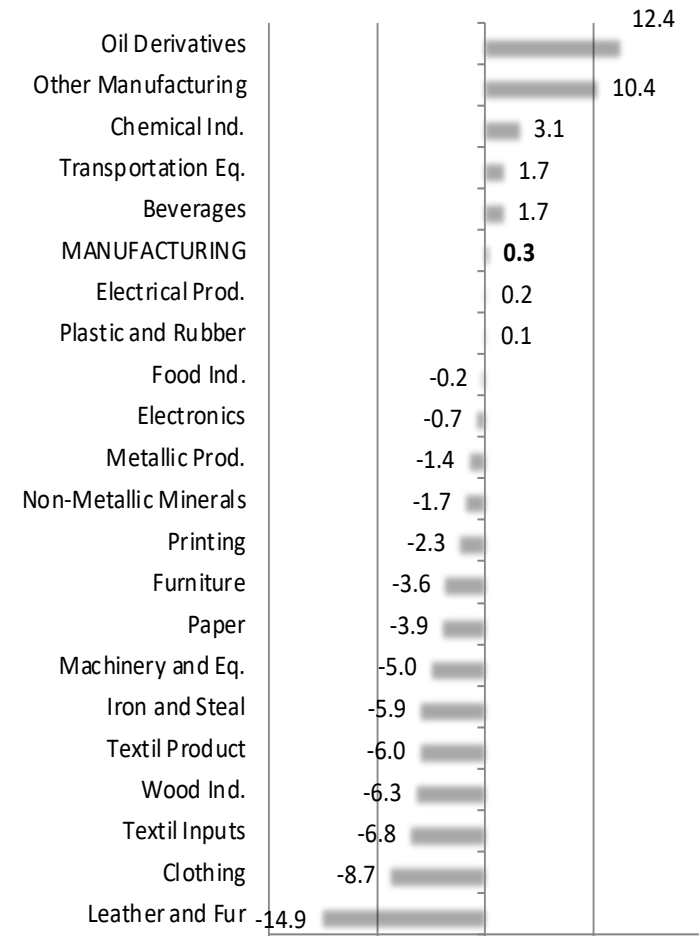 Oil Derivatives 12.4
Other Manufacturing 10.4
Chemical Ind. 3.1
Transportation Eq. 1.7
Beverages 1.7
MANUFACTURING 0.3
Electrical Prod. 0.2
Plastic and Rubber 0.1
Food Ind. -0.2
Electronics -0.7
Metallic Prod. -1.4
Non-Metallic Minerals -1.7
Printing -2.3
Furniture -3.6
Paper -3.9
Machinery and Eq. -5.0
Iron and Steal -5.9
Textil Product -6.0
Wood Ind. -6.3
Textil Inputs -6.8
Clothing -8.7
Leather and Fur -14.9